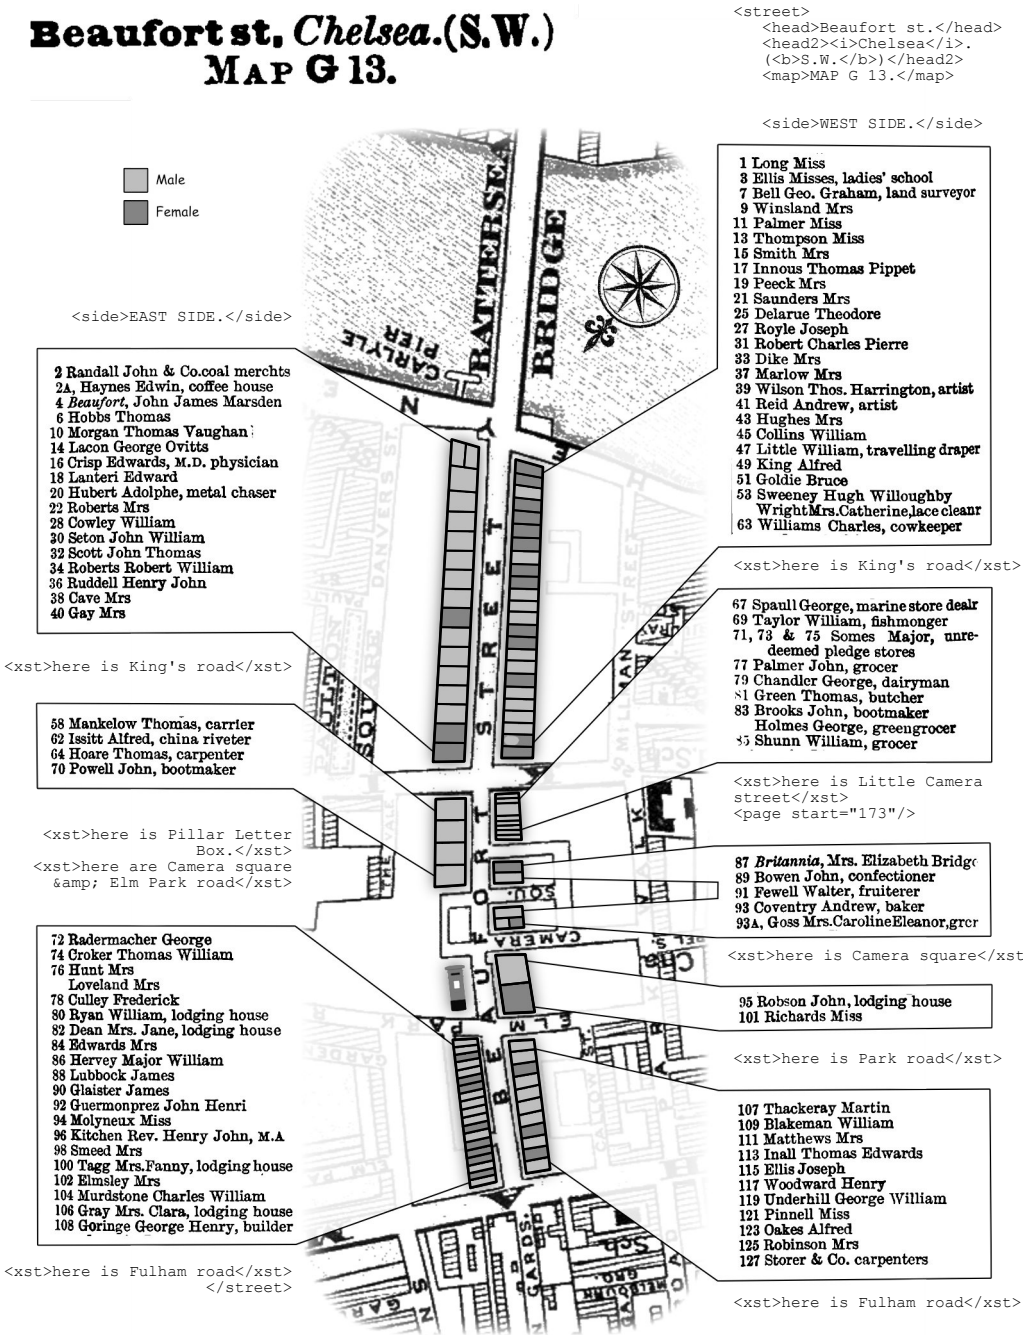 Beaufort st, Chelsea.(S.W.)
MAP G 13.
<street>
<head>Beaufort st.</head>
<head2><i>Chelsea</i>.
(<b>S.W.</b>)</head2>
<map>MAP G 13.</map>
<side>WEST SIDE.</side>
Male
Female
1 Long Miss
3 Ellis Misses, ladies' school
7 Bell Geo. Graham, land surveyor
9 Winsland Mrs
11 Palmer Miss
13 Thompson Miss
15 Smith Mrs
17 Innous Thomas Pippet
19 Peeck Mrs
21 Saunders Mrs
25 Delarue Theodore
27 Royle Joseph
31 Robert Charles Pierre
33 Dike Mrs
37 Marlow Mrs
39 Wilson Thos. Harrington, artist
41 Reid Andrew, artist
43 Hughes Mrs
45 Collins William
47 Little William, travelling draper
49 King Alfred
51 Goldie Bruce
53 Sweeney Hugh Willoughby
Wright Mrs. Catherine, lace cleanr
63 Williams Charles, cowkeeper
<xst>here is King's road</xst>
67 Spaull George, marine store dealr
69 Taylor William, fishmonger
71, 73 & 75 Somes Major, unre-
deemed pledge stores
77 Palmer John, grocer
79 Chandler George, dairyman
81 Green Thomas, butcher
83 Brooks John, bootmaker
Holmes George, greengrocer
85 Shunn William, grocer
<xst>here is Little Camera
street</xst>
<page start="173"/>
87 Britannia, Mrs. Elizabeth Bridge
89 Bowen John, confectioner
91 Fewell Walter, fruiterer
93 Coventry Andrew, baker
93A, Goss Mrs. Caroline Eleanor, grcr
<xst>here is Camera square</xst
95 Robson John, lodging house
101 Richards Miss
<xst>here is Park road</xst>
107 Thackeray Martin
109 Blakeman William
111 Matthews Mrs
113 Inall Thomas Edwards
115 Ellis Joseph
117 Woodward Henry
119 Underhill George William
121 Pinnell Miss
123 Oakes Alfred
125 Robinson Mrs
127 Storer & Co. carpenters
<xst>here is Fulham road</xst>
<side>EAST SIDE.</side>
2 Randall John & Co. coal merchts
2A, Haynes Edwin, coffee house
4 Beaufort, John James Marsden
6 Hobbs Thomas
10 Morgan Thomas Vaughan
14 Lacon George Ovitts
16 Crisp Edwards, M.D. physician
18 Lanteri Edward
20 Hubert Adolphe, metal chaser
22 Roberts Mrs
28 Cowley William
30 Seton John William
32 Scott John Thomas
34 Roberts Robert William
36 Ruddell Henry John
38 Cave Mrs
40 Gay Mrs
<xst>here is King's road</xst>
58 Mankelow Thomas, carrier
62 Issitt Alfred, china riveter
64 Hoare Thomas, carpenter
70 Powell John, bootmaker
<xst>here is Pillar Letter
Box.</xst>
<xst>here are Camera square
&amp; Elm Park road</xst>
72 Radermacher George
74 Croker Thomas William
76 Hunt Mrs
Loveland Mrs
78 Culley Frederick
80 Ryan William, lodging house
82 Dean Mrs. Jane, lodging house
84 Edwards Mrs
86 Hervey Major William
88 Lubbock James
90 Glaister James
92 Guermonprez John Henri
94 Molyneux Miss
96 Kitchen Rev. Henry John, M.A
98 Smeed Mrs
100 Tagg Mrs. Fanny, lodging house
102 Elmsley Mrs
104 Murdstone Charles William
106 Gray Mrs. Clara, lodging house
108 Goringe George Henry, builder
<xst>here is Fulham road</xst>
</street>
BATTERSEA
BRIDGE
CARLYLE
PIER
DANVERS ST.
PAULTON
SQUARE
MILLMAN STREET
BEAUFORT STREET
SQU.
CAMERA
ELM PARK
GARDENS
GARDS.
Sch
MELBOURN
GRO.